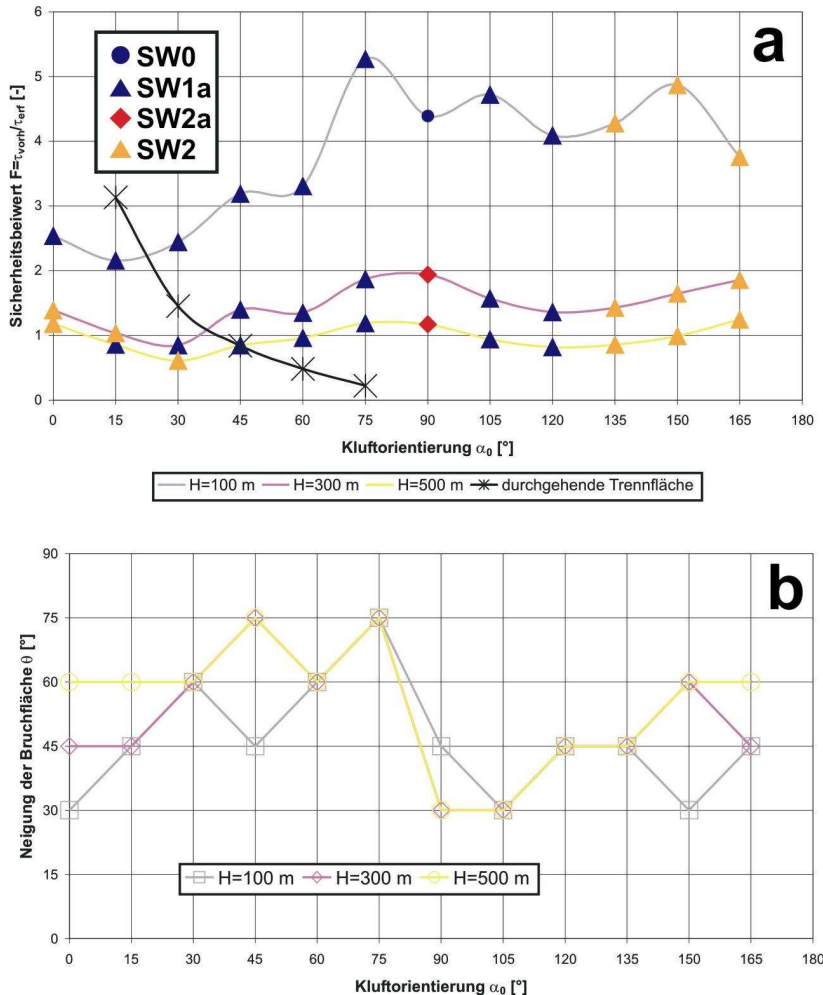 a
6
5
4
3
2
1
0
Sicherheitsbeiwert F=τvorh/τerf [-]
SW0
SW1a
SW2a
SW2
0 15 30 45 60 75 90 105 120 135 150 165 180
Kluftorientierung α0 [°]
H=100 m H=300 m H=500 m durchgehende Trennfläche
b
90
75
60
45
30
15
0
Neigung der Bruchfläche θ [°]
H=100 m H=300 m H=500 m
0 15 30 45 60 75 90 105 120 135 150 165 180
Kluftorientierung α0 [°]